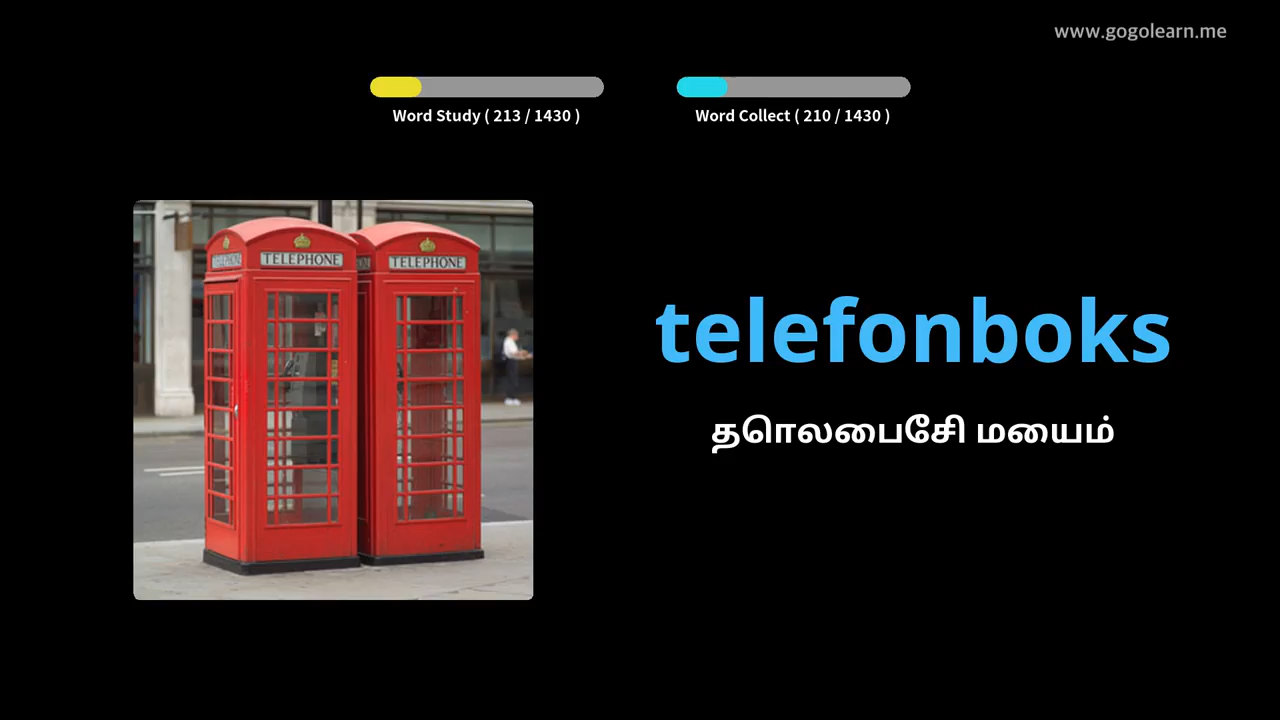 www.gogolearn.me
Word Study ( 213 / 1430 )
Word Collect ( 210 / 1430 )
TELEPHONE
TELEPHONE
telefonboks
தொலைபேசி மையம்